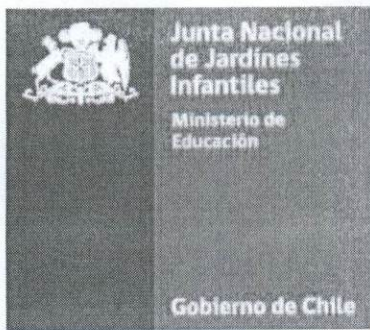 Junta Nacional
de Jardines
Infantiles
Ministerio de
Educación
Gobierno de Chile